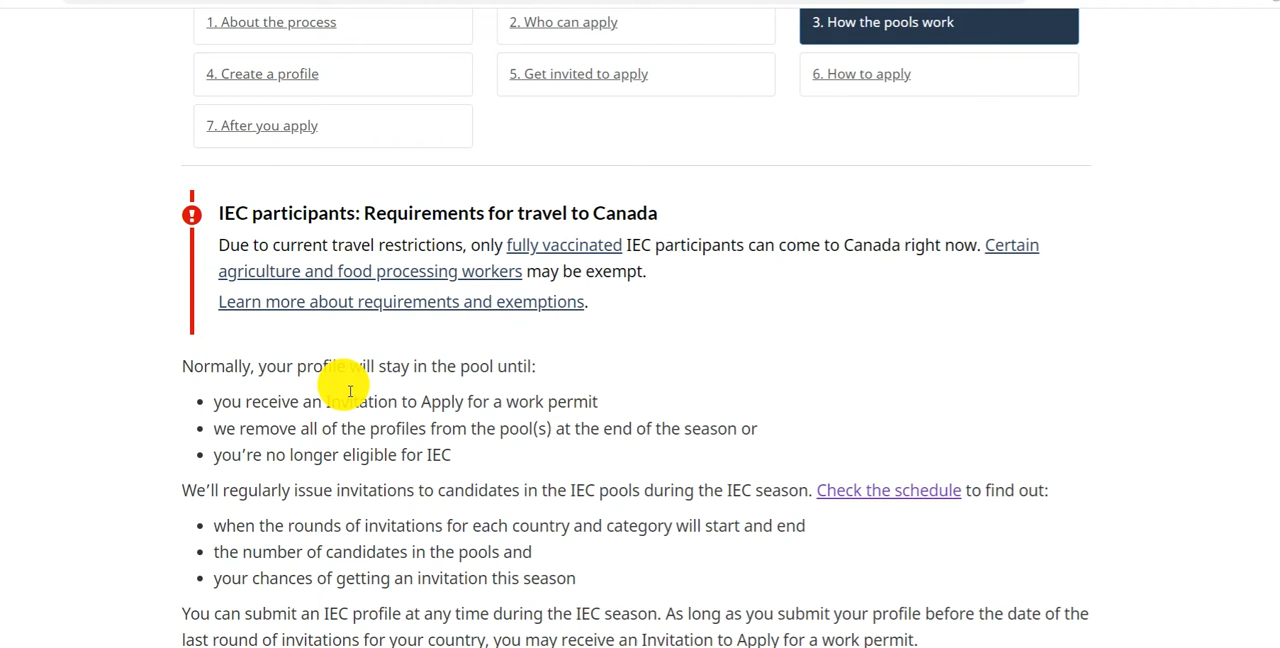 1. About the process
2. Who can apply
3. How the pools work
4. Create a profile
5. Get invited to apply
6. How to apply
7. After you apply
IEC participants: Requirements for travel to Canada
Due to current travel restrictions, only fully vaccinated IEC participants can come to Canada right now. Certain
agriculture and food processing workers may be exempt.
Learn more about requirements and exemptions.
Normally, your profile will stay in the pool until:
• you receive an Invitation to Apply for a work permit
• we remove all of the profiles from the pool(s) at the end of the season or
• you’re no longer eligible for IEC
We’ll regularly issue invitations to candidates in the IEC pools during the IEC season. Check the schedule to find out:
• when the rounds of invitations for each country and category will start and end
• the number of candidates in the pools and
• your chances of getting an invitation this season
You can submit an IEC profile at any time during the IEC season. As long as you submit your profile before the date of the
last round of invitations for your country, you may receive an Invitation to Apply for a work permit.